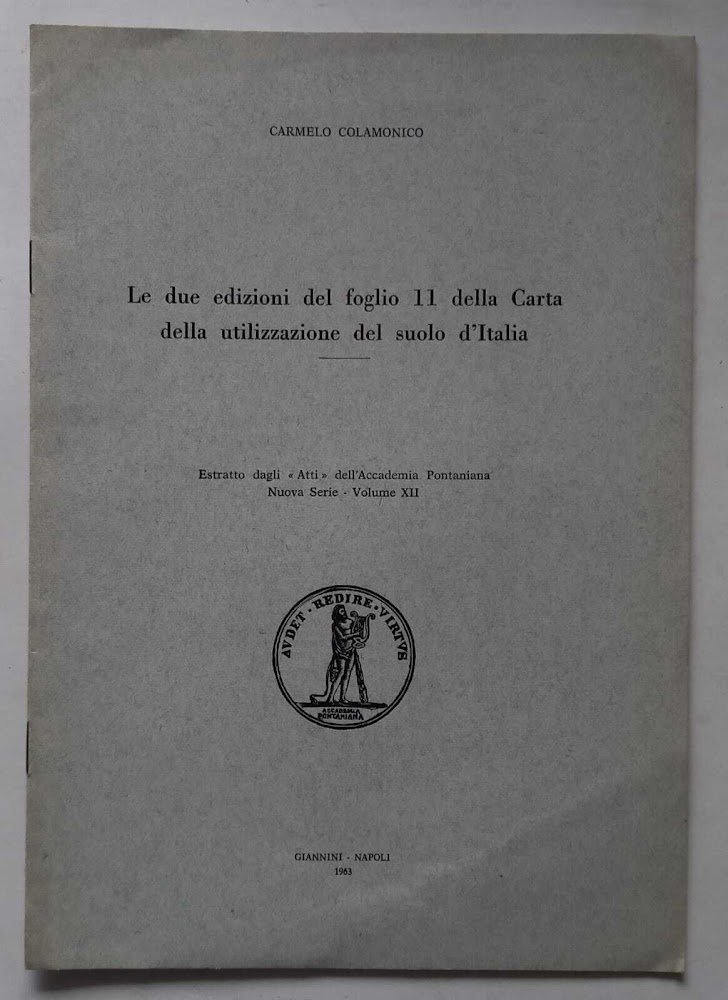 CARMELO COLAMONICO
Le due edizioni del foglio 11 della Carta
della utilizzazione del suolo d'Italia
Estratto dagli « Atti » dell'Accademia Pontaniana
Nuova Serie - Volume XII
AVDET · REDIRE · VIRTVS
ACCADEMIA
PONTANIANA
GIANNINI - NAPOLI
1963